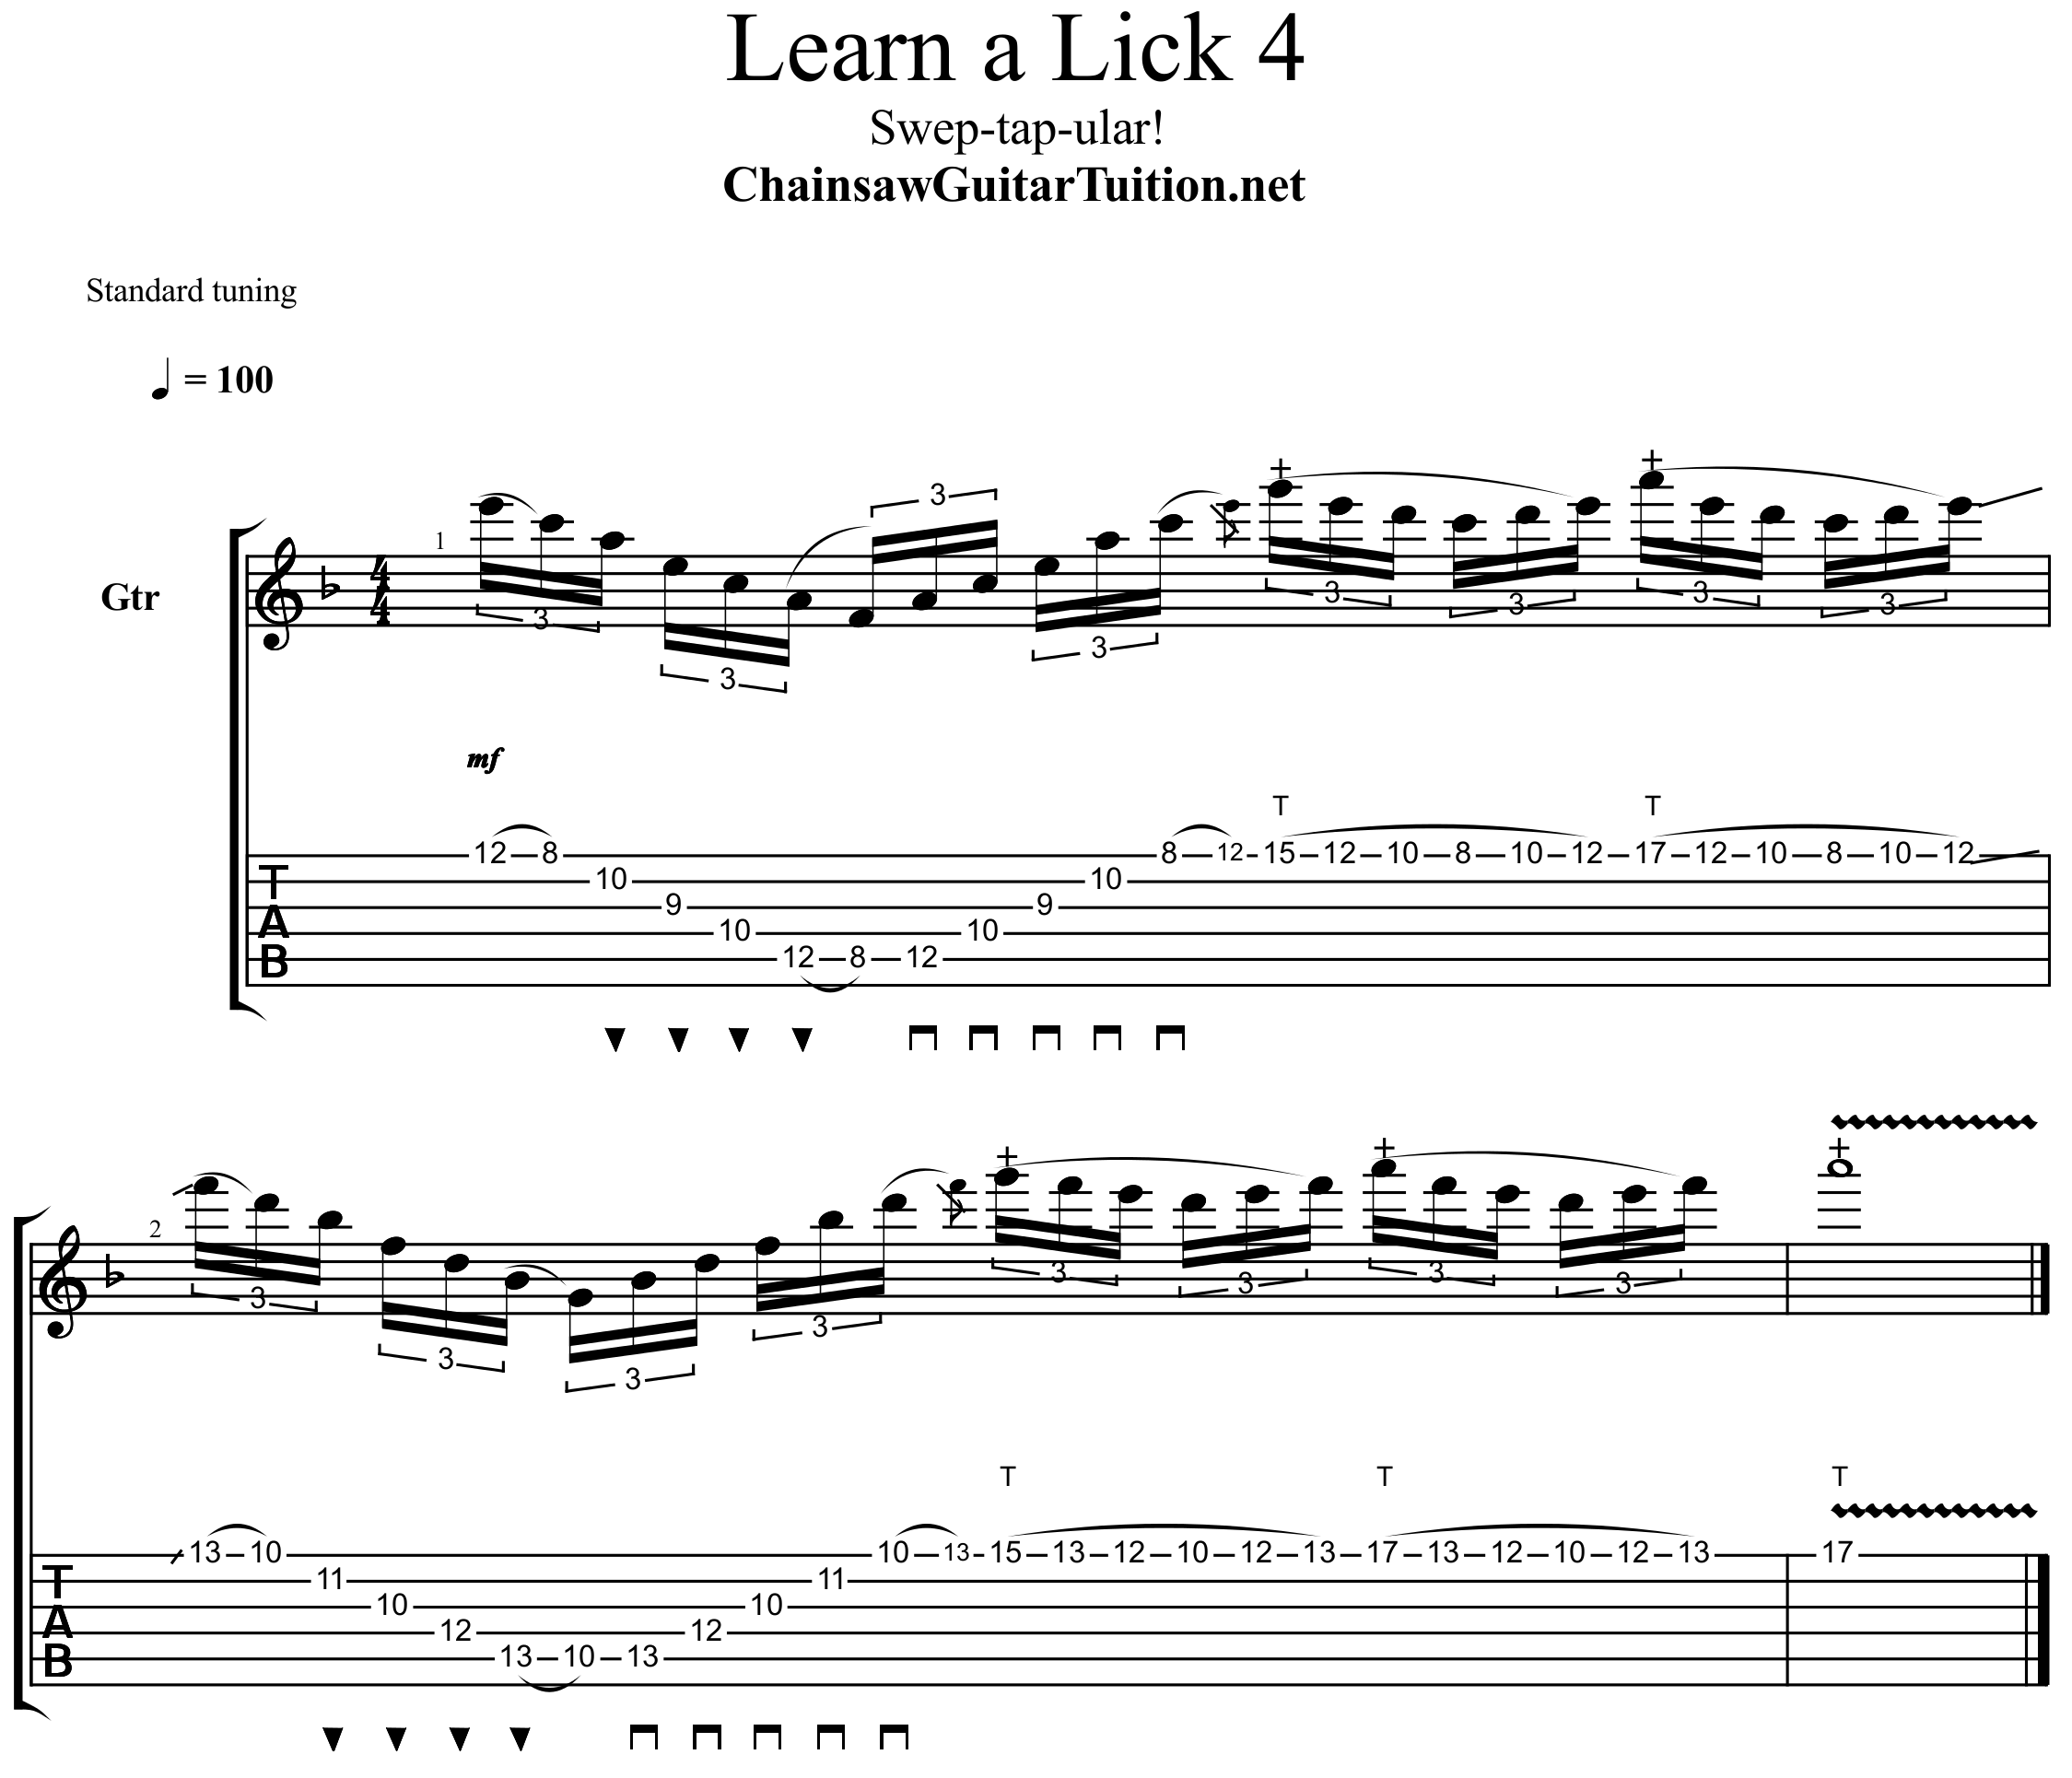 Learn a Lick 4
Swep-tap-ular!
ChainsawGuitarTuition.net
Standard tuning
= 100
1
3
3 3 3 3 3 3 3
Gtr
4
4
mf
T T
12 8 8 12 15 12 10 8 10 12 17 12 10 8 10 12
10 10
9 9
10 10
12 8 12
T
A
B
2
3 3 3 3 3 3 3 3
T T T
13 10 10 13 15 13 12 10 12 13 17 13 12 10 12 13 17
11 11
10 10
12 12
13 10 13
T
A
B